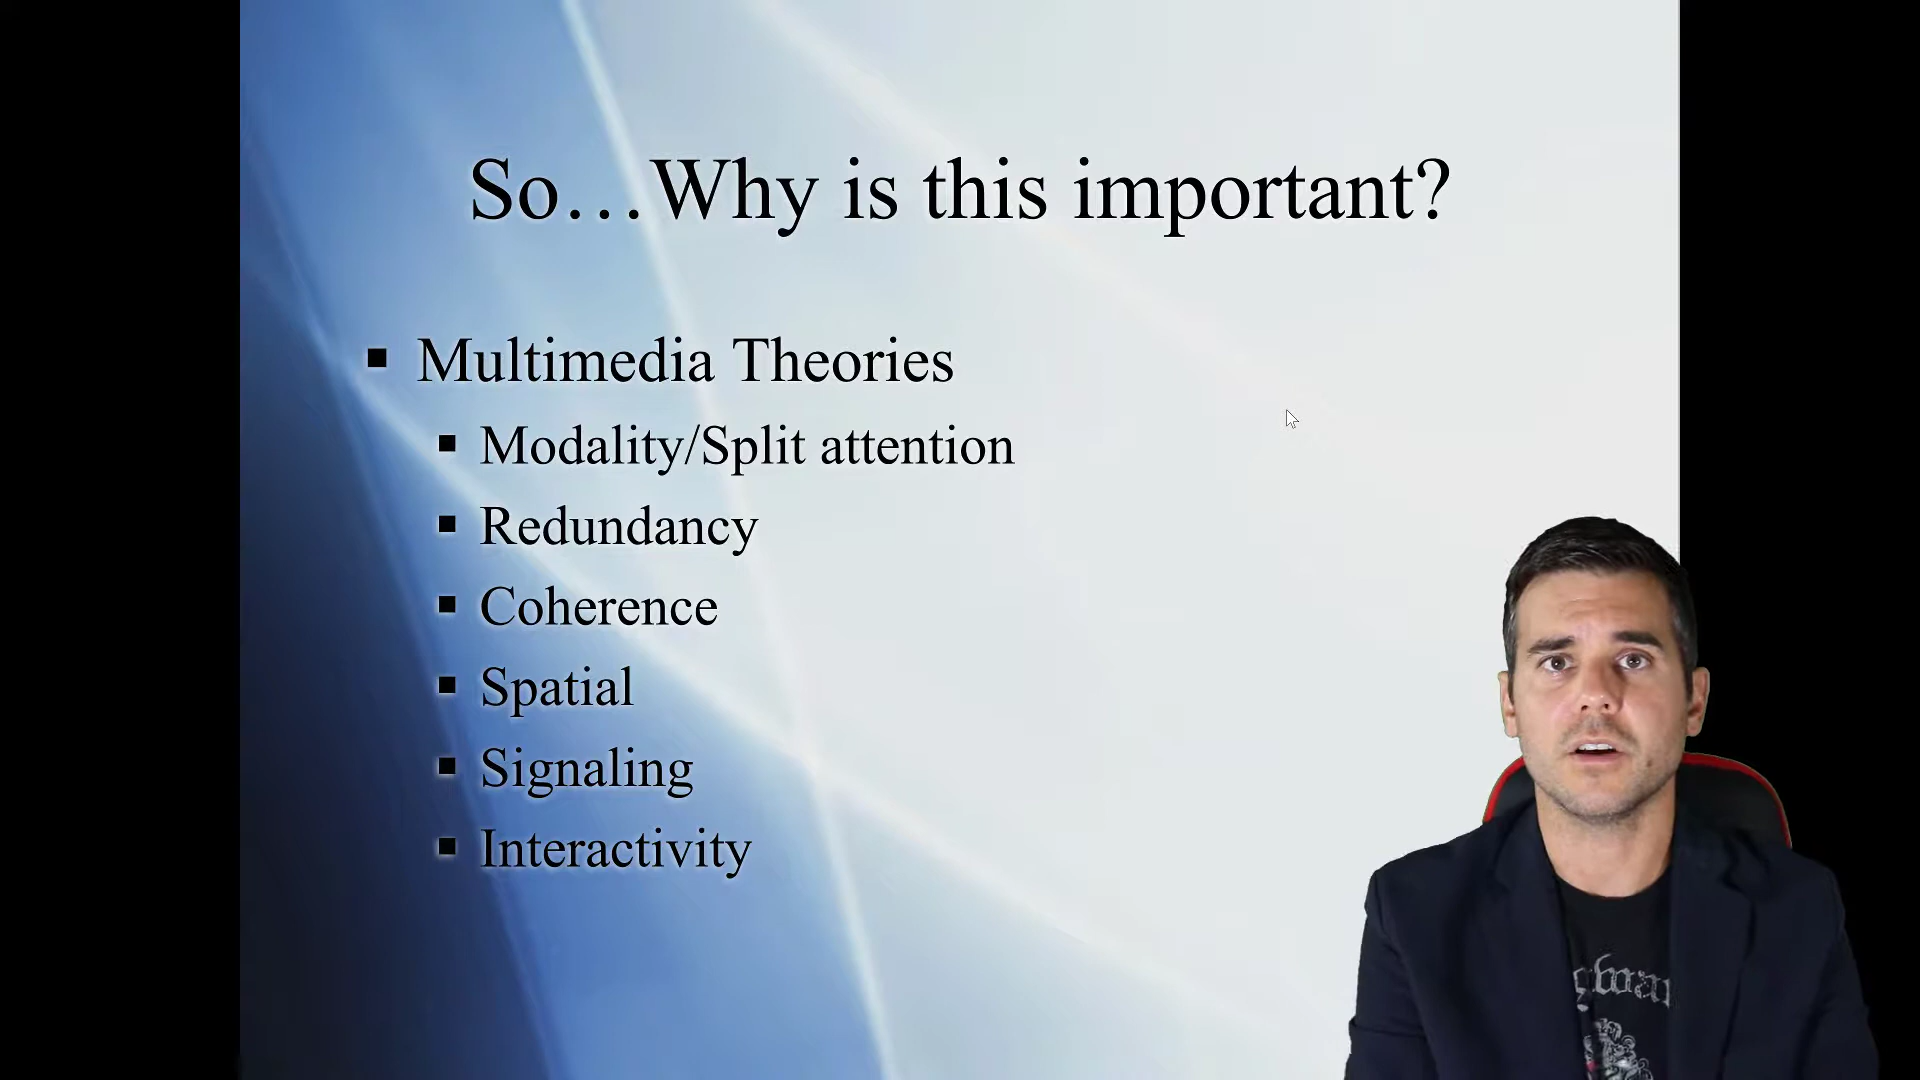 So…Why is this important?
Multimedia Theories
Modality/Split attention
Redundancy
Coherence
Spatial
Signaling
Interactivity